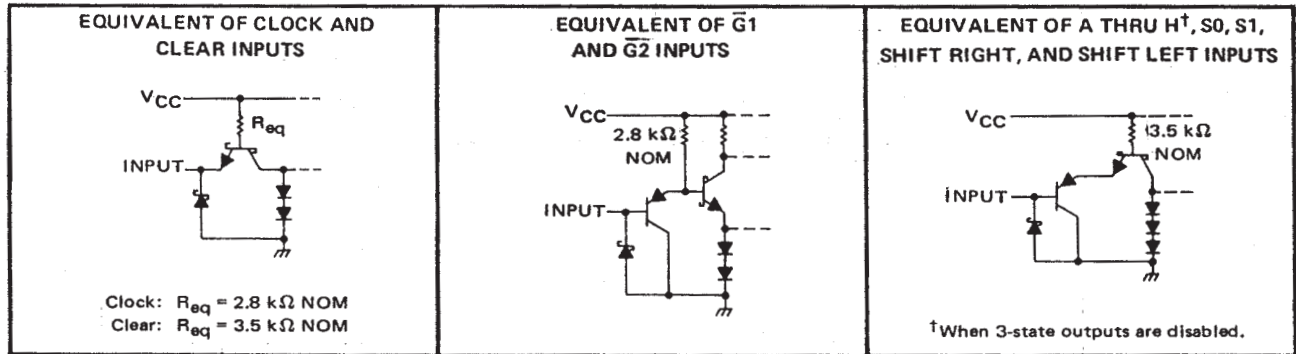 EQUIVALENT OF CLOCK AND
CLEAR INPUTS
VCC
Req
INPUT
Clock: Req = 2.8 kΩ NOM
Clear: Req = 3.5 kΩ NOM
EQUIVALENT OF G̅1
AND G̅2̅ INPUTS
VCC
2.8 kΩ
NOM
INPUT
EQUIVALENT OF A THRU H†, S0, S1,
SHIFT RIGHT, AND SHIFT LEFT INPUTS
VCC
3.5 kΩ
NOM
INPUT
†When 3-state outputs are disabled.